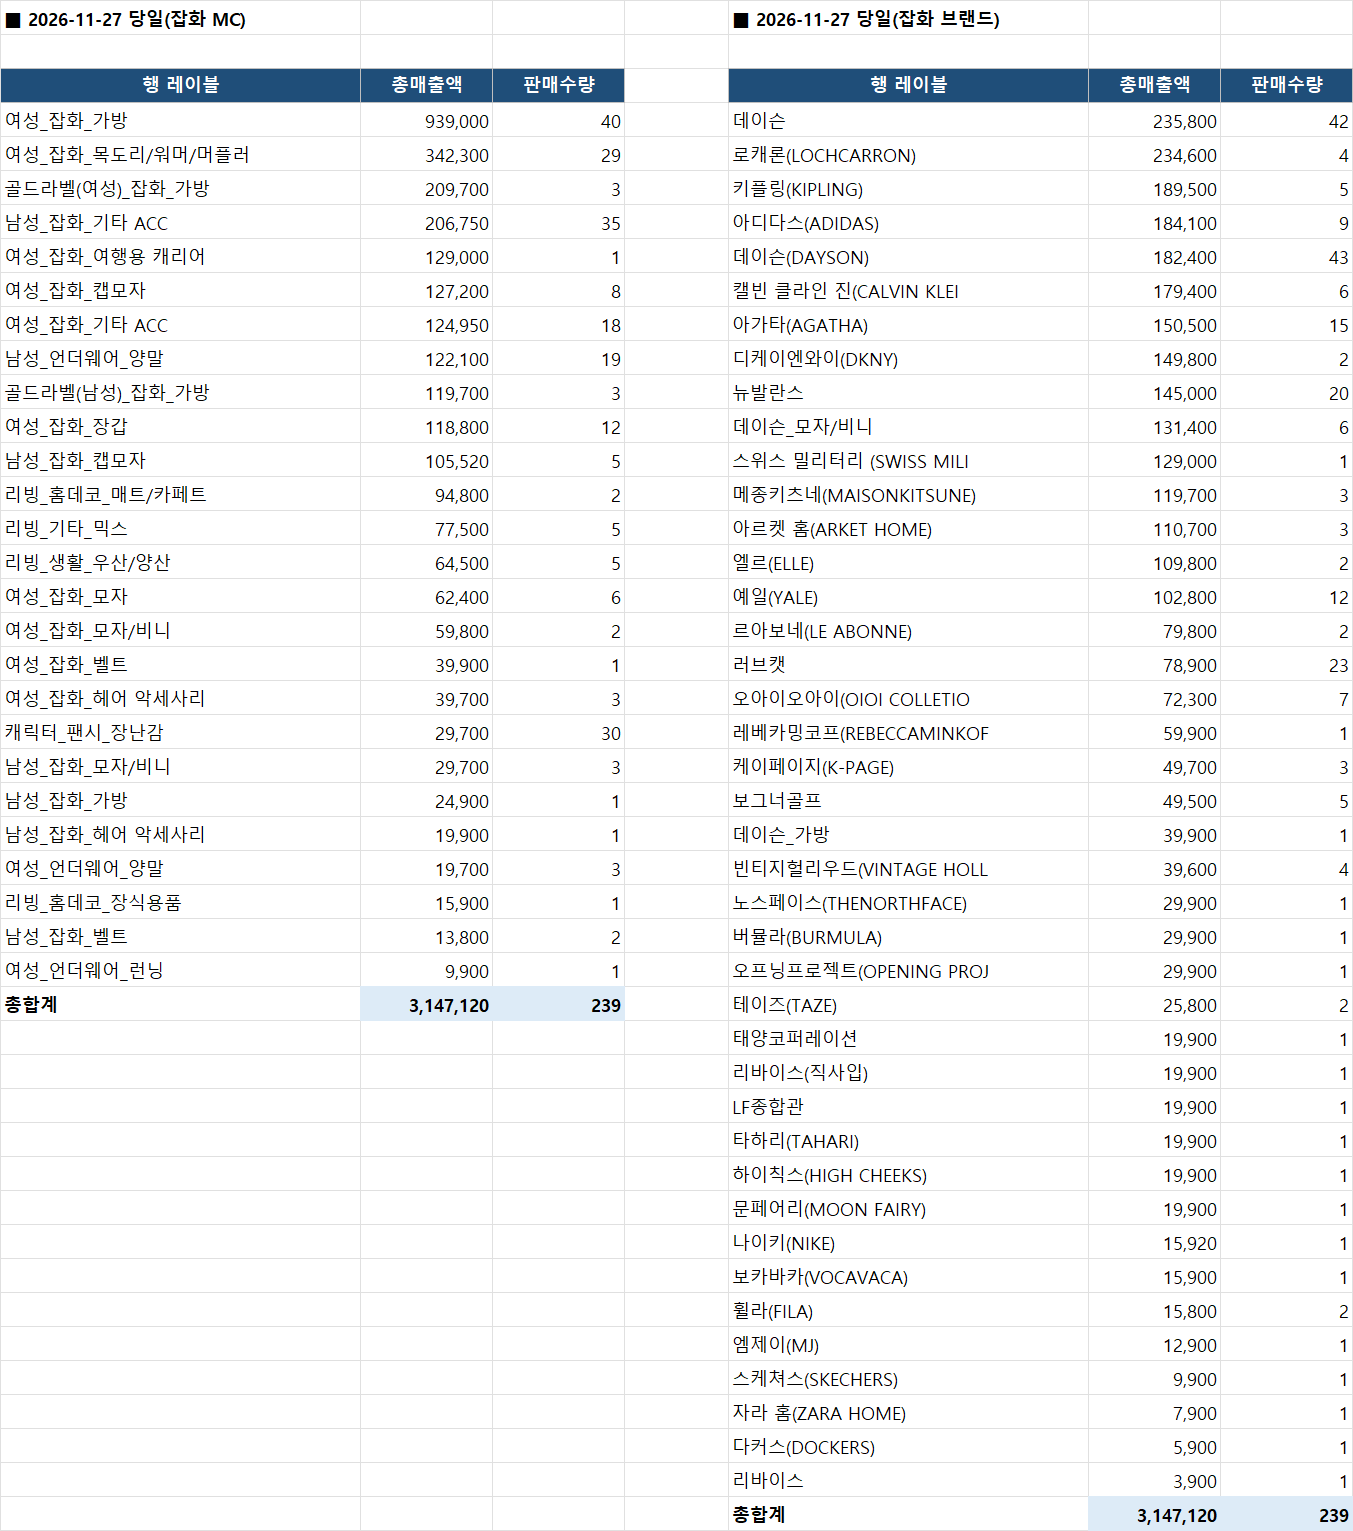 ■ 2026-11-27 당일(잡화 MC)
행 레이블 총매출액 판매수량
여성_잡화_가방 939,000 40
여성_잡화_목도리/워머/머플러 342,300 29
골드라벨(여성)_잡화_가방 209,700 3
남성_잡화_기타 ACC 206,750 35
여성_잡화_여행용 캐리어 129,000 1
여성_잡화_캡모자 127,200 8
여성_잡화_기타 ACC 124,950 18
남성_언더웨어_양말 122,100 19
골드라벨(남성)_잡화_가방 119,700 3
여성_잡화_장갑 118,800 12
남성_잡화_캡모자 105,520 5
리빙_홈데코_매트/카페트 94,800 2
리빙_기타_믹스 77,500 5
리빙_생활_우산/양산 64,500 5
여성_잡화_모자 62,400 6
여성_잡화_모자/비니 59,800 2
여성_잡화_벨트 39,900 1
여성_잡화_헤어 악세사리 39,700 3
캐릭터_팬시_장난감 29,700 30
남성_잡화_모자/비니 29,700 3
남성_잡화_가방 24,900 1
남성_잡화_헤어 악세사리 19,900 1
여성_언더웨어_양말 19,700 3
리빙_홈데코_장식용품 15,900 1
남성_잡화_벨트 13,800 2
여성_언더웨어_런닝 9,900 1
총합계 3,147,120 239
■ 2026-11-27 당일(잡화 브랜드)
행 레이블 총매출액 판매수량
데이슨 235,800 42
로캐론(LOCHCARRON) 234,600 4
키플링(KIPLING) 189,500 5
아디다스(ADIDAS) 184,100 9
데이슨(DAYSON) 182,400 43
캘빈 클라인 진(CALVIN KLEI 179,400 6
아가타(AGATHA) 150,500 15
디케이엔와이(DKNY) 149,800 2
뉴발란스 145,000 20
데이슨_모자/비니 131,400 6
스위스 밀리터리 (SWISS MILI 129,000 1
메종키츠네(MAISONKITSUNE) 119,700 3
아르켓 홈(ARKET HOME) 110,700 3
엘르(ELLE) 109,800 2
예일(YALE) 102,800 12
르아보네(LE ABONNE) 79,800 2
러브캣 78,900 23
오아이오아이(OIOI COLLETIO 72,300 7
레베카밍코프(REBECCAMINKOF 59,900 1
케이페이지(K-PAGE) 49,700 3
보그너골프 49,500 5
데이슨_가방 39,900 1
빈티지헐리우드(VINTAGE HOLL 39,600 4
노스페이스(THENORTHFACE) 29,900 1
버뮬라(BURMULA) 29,900 1
오프닝프로젝트(OPENING PROJ 29,900 1
테이즈(TAZE) 25,800 2
태양코퍼레이션 19,900 1
리바이스(직사입) 19,900 1
LF종합관 19,900 1
타하리(TAHARI) 19,900 1
하이칙스(HIGH CHEEKS) 19,900 1
문페어리(MOON FAIRY) 19,900 1
나이키(NIKE) 15,920 1
보카바카(VOCAVACA) 15,900 1
휠라(FILA) 15,800 2
엠제이(MJ) 12,900 1
스케쳐스(SKECHERS) 9,900 1
자라 홈(ZARA HOME) 7,900 1
다커스(DOCKERS) 5,900 1
리바이스 3,900 1
총합계 3,147,120 239